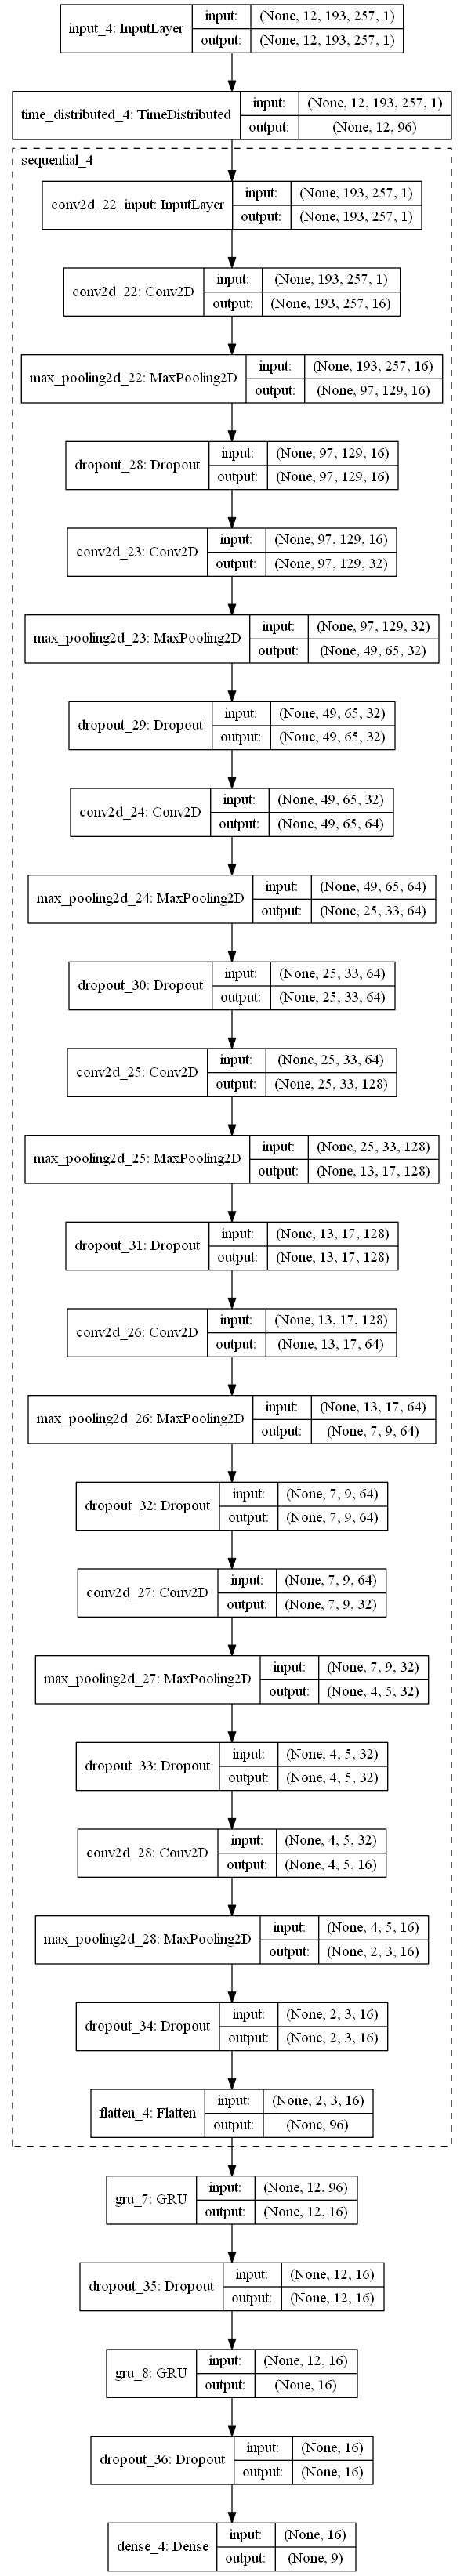 input_4: InputLayer
input: (None, 12, 193, 257, 1)
output: (None, 12, 193, 257, 1)
time_distributed_4: TimeDistributed
input: (None, 12, 193, 257, 1)
output: (None, 12, 96)
sequential_4
conv2d_22_input: InputLayer
input: (None, 193, 257, 1)
output: (None, 193, 257, 1)
conv2d_22: Conv2D
input: (None, 193, 257, 1)
output: (None, 193, 257, 16)
max_pooling2d_22: MaxPooling2D
input: (None, 193, 257, 16)
output: (None, 97, 129, 16)
dropout_28: Dropout
input: (None, 97, 129, 16)
output: (None, 97, 129, 16)
conv2d_23: Conv2D
input: (None, 97, 129, 16)
output: (None, 97, 129, 32)
max_pooling2d_23: MaxPooling2D
input: (None, 97, 129, 32)
output: (None, 49, 65, 32)
dropout_29: Dropout
input: (None, 49, 65, 32)
output: (None, 49, 65, 32)
conv2d_24: Conv2D
input: (None, 49, 65, 32)
output: (None, 49, 65, 64)
max_pooling2d_24: MaxPooling2D
input: (None, 49, 65, 64)
output: (None, 25, 33, 64)
dropout_30: Dropout
input: (None, 25, 33, 64)
output: (None, 25, 33, 64)
conv2d_25: Conv2D
input: (None, 25, 33, 64)
output: (None, 25, 33, 128)
max_pooling2d_25: MaxPooling2D
input: (None, 25, 33, 128)
output: (None, 13, 17, 128)
dropout_31: Dropout
input: (None, 13, 17, 128)
output: (None, 13, 17, 128)
conv2d_26: Conv2D
input: (None, 13, 17, 128)
output: (None, 13, 17, 64)
max_pooling2d_26: MaxPooling2D
input: (None, 13, 17, 64)
output: (None, 7, 9, 64)
dropout_32: Dropout
input: (None, 7, 9, 64)
output: (None, 7, 9, 64)
conv2d_27: Conv2D
input: (None, 7, 9, 64)
output: (None, 7, 9, 32)
max_pooling2d_27: MaxPooling2D
input: (None, 7, 9, 32)
output: (None, 4, 5, 32)
dropout_33: Dropout
input: (None, 4, 5, 32)
output: (None, 4, 5, 32)
conv2d_28: Conv2D
input: (None, 4, 5, 32)
output: (None, 4, 5, 16)
max_pooling2d_28: MaxPooling2D
input: (None, 4, 5, 16)
output: (None, 2, 3, 16)
dropout_34: Dropout
input: (None, 2, 3, 16)
output: (None, 2, 3, 16)
flatten_4: Flatten
input: (None, 2, 3, 16)
output: (None, 96)
gru_7: GRU
input: (None, 12, 96)
output: (None, 12, 16)
dropout_35: Dropout
input: (None, 12, 16)
output: (None, 12, 16)
gru_8: GRU
input: (None, 12, 16)
output: (None, 16)
dropout_36: Dropout
input: (None, 16)
output: (None, 16)
dense_4: Dense
input: (None, 16)
output: (None, 9)